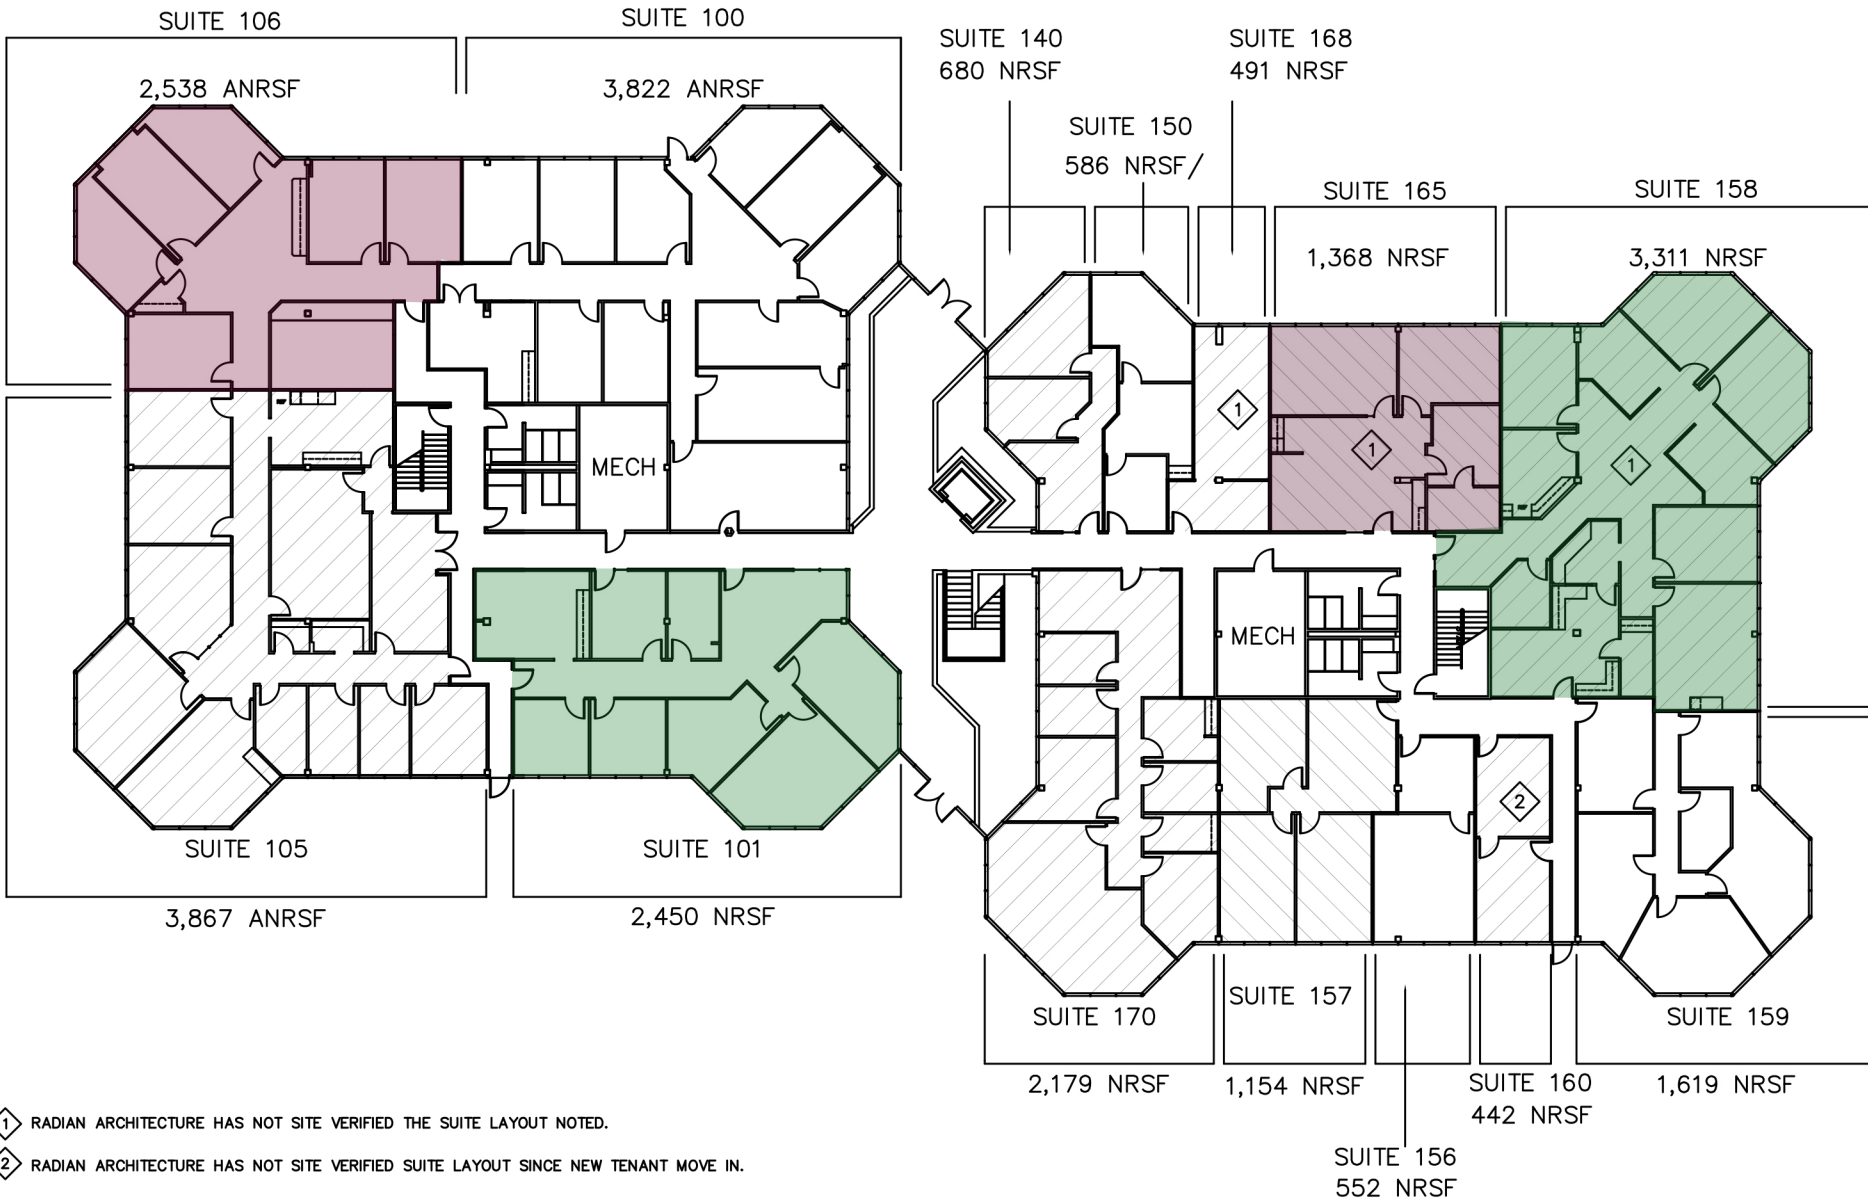 SUITE 106
SUITE 100
2,538 ANRSF
3,822 ANRSF
SUITE 140
680 NRSF
SUITE 168
491 NRSF
SUITE 150
586 NRSF/
SUITE 165
SUITE 158
1,368 NRSF
3,311 NRSF
1
1
1
MECH
MECH
2
SUITE 105
SUITE 101
3,867 ANRSF
2,450 NRSF
SUITE 157
SUITE 170
SUITE 159
2,179 NRSF
1,154 NRSF
SUITE 160
442 NRSF
1,619 NRSF
SUITE 156
552 NRSF
1 RADIAN ARCHITECTURE HAS NOT SITE VERIFIED THE SUITE LAYOUT NOTED.
2 RADIAN ARCHITECTURE HAS NOT SITE VERIFIED SUITE LAYOUT SINCE NEW TENANT MOVE IN.